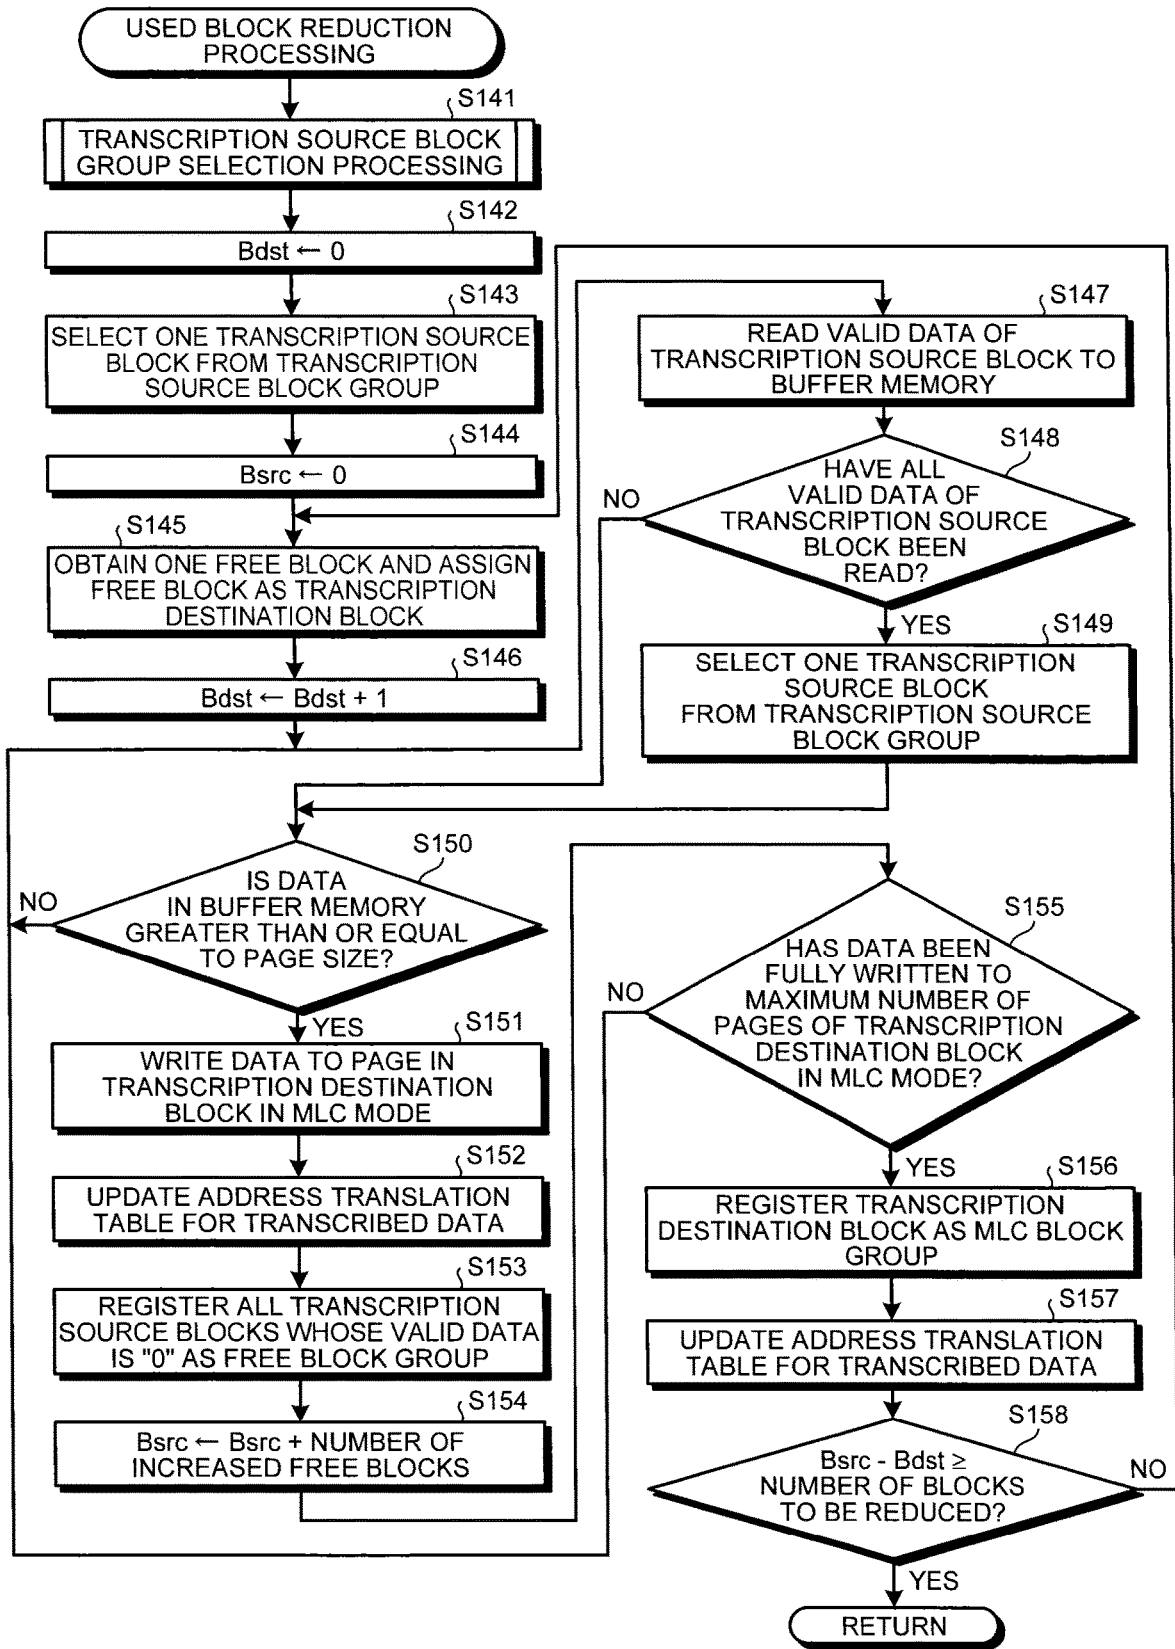 USED BLOCK REDUCTION
PROCESSING
S141
TRANSCRIPTION SOURCE BLOCK
GROUP SELECTION PROCESSING
S142
Bdst ← 0
S143
SELECT ONE TRANSCRIPTION SOURCE
BLOCK FROM TRANSCRIPTION
SOURCE BLOCK GROUP
S144
Bsrc ← 0
S145
OBTAIN ONE FREE BLOCK AND ASSIGN
FREE BLOCK AS TRANSCRIPTION
DESTINATION BLOCK
S146
Bdst ← Bdst + 1
S147
READ VALID DATA OF
TRANSCRIPTION SOURCE BLOCK TO
BUFFER MEMORY
S148
HAVE ALL
VALID DATA OF
TRANSCRIPTION SOURCE
BLOCK BEEN
READ?
NO
YES
S149
SELECT ONE TRANSCRIPTION
SOURCE BLOCK
FROM TRANSCRIPTION SOURCE
BLOCK GROUP
S150
IS DATA
IN BUFFER MEMORY
GREATER THAN OR EQUAL
TO PAGE SIZE?
NO
YES
S151
WRITE DATA TO PAGE IN
TRANSCRIPTION DESTINATION
BLOCK IN MLC MODE
S152
UPDATE ADDRESS TRANSLATION
TABLE FOR TRANSCRIBED DATA
S153
REGISTER ALL TRANSCRIPTION
SOURCE BLOCKS WHOSE VALID DATA
IS "0" AS FREE BLOCK GROUP
S154
Bsrc ← Bsrc + NUMBER OF
INCREASED FREE BLOCKS
S155
HAS DATA BEEN
FULLY WRITTEN TO
MAXIMUM NUMBER OF
PAGES OF TRANSCRIPTION
DESTINATION BLOCK
IN MLC MODE?
NO
YES
S156
REGISTER TRANSCRIPTION
DESTINATION BLOCK AS MLC BLOCK
GROUP
S157
UPDATE ADDRESS TRANSLATION
TABLE FOR TRANSCRIBED DATA
S158
Bsrc - Bdst ≥
NUMBER OF BLOCKS
TO BE REDUCED?
NO
YES
RETURN